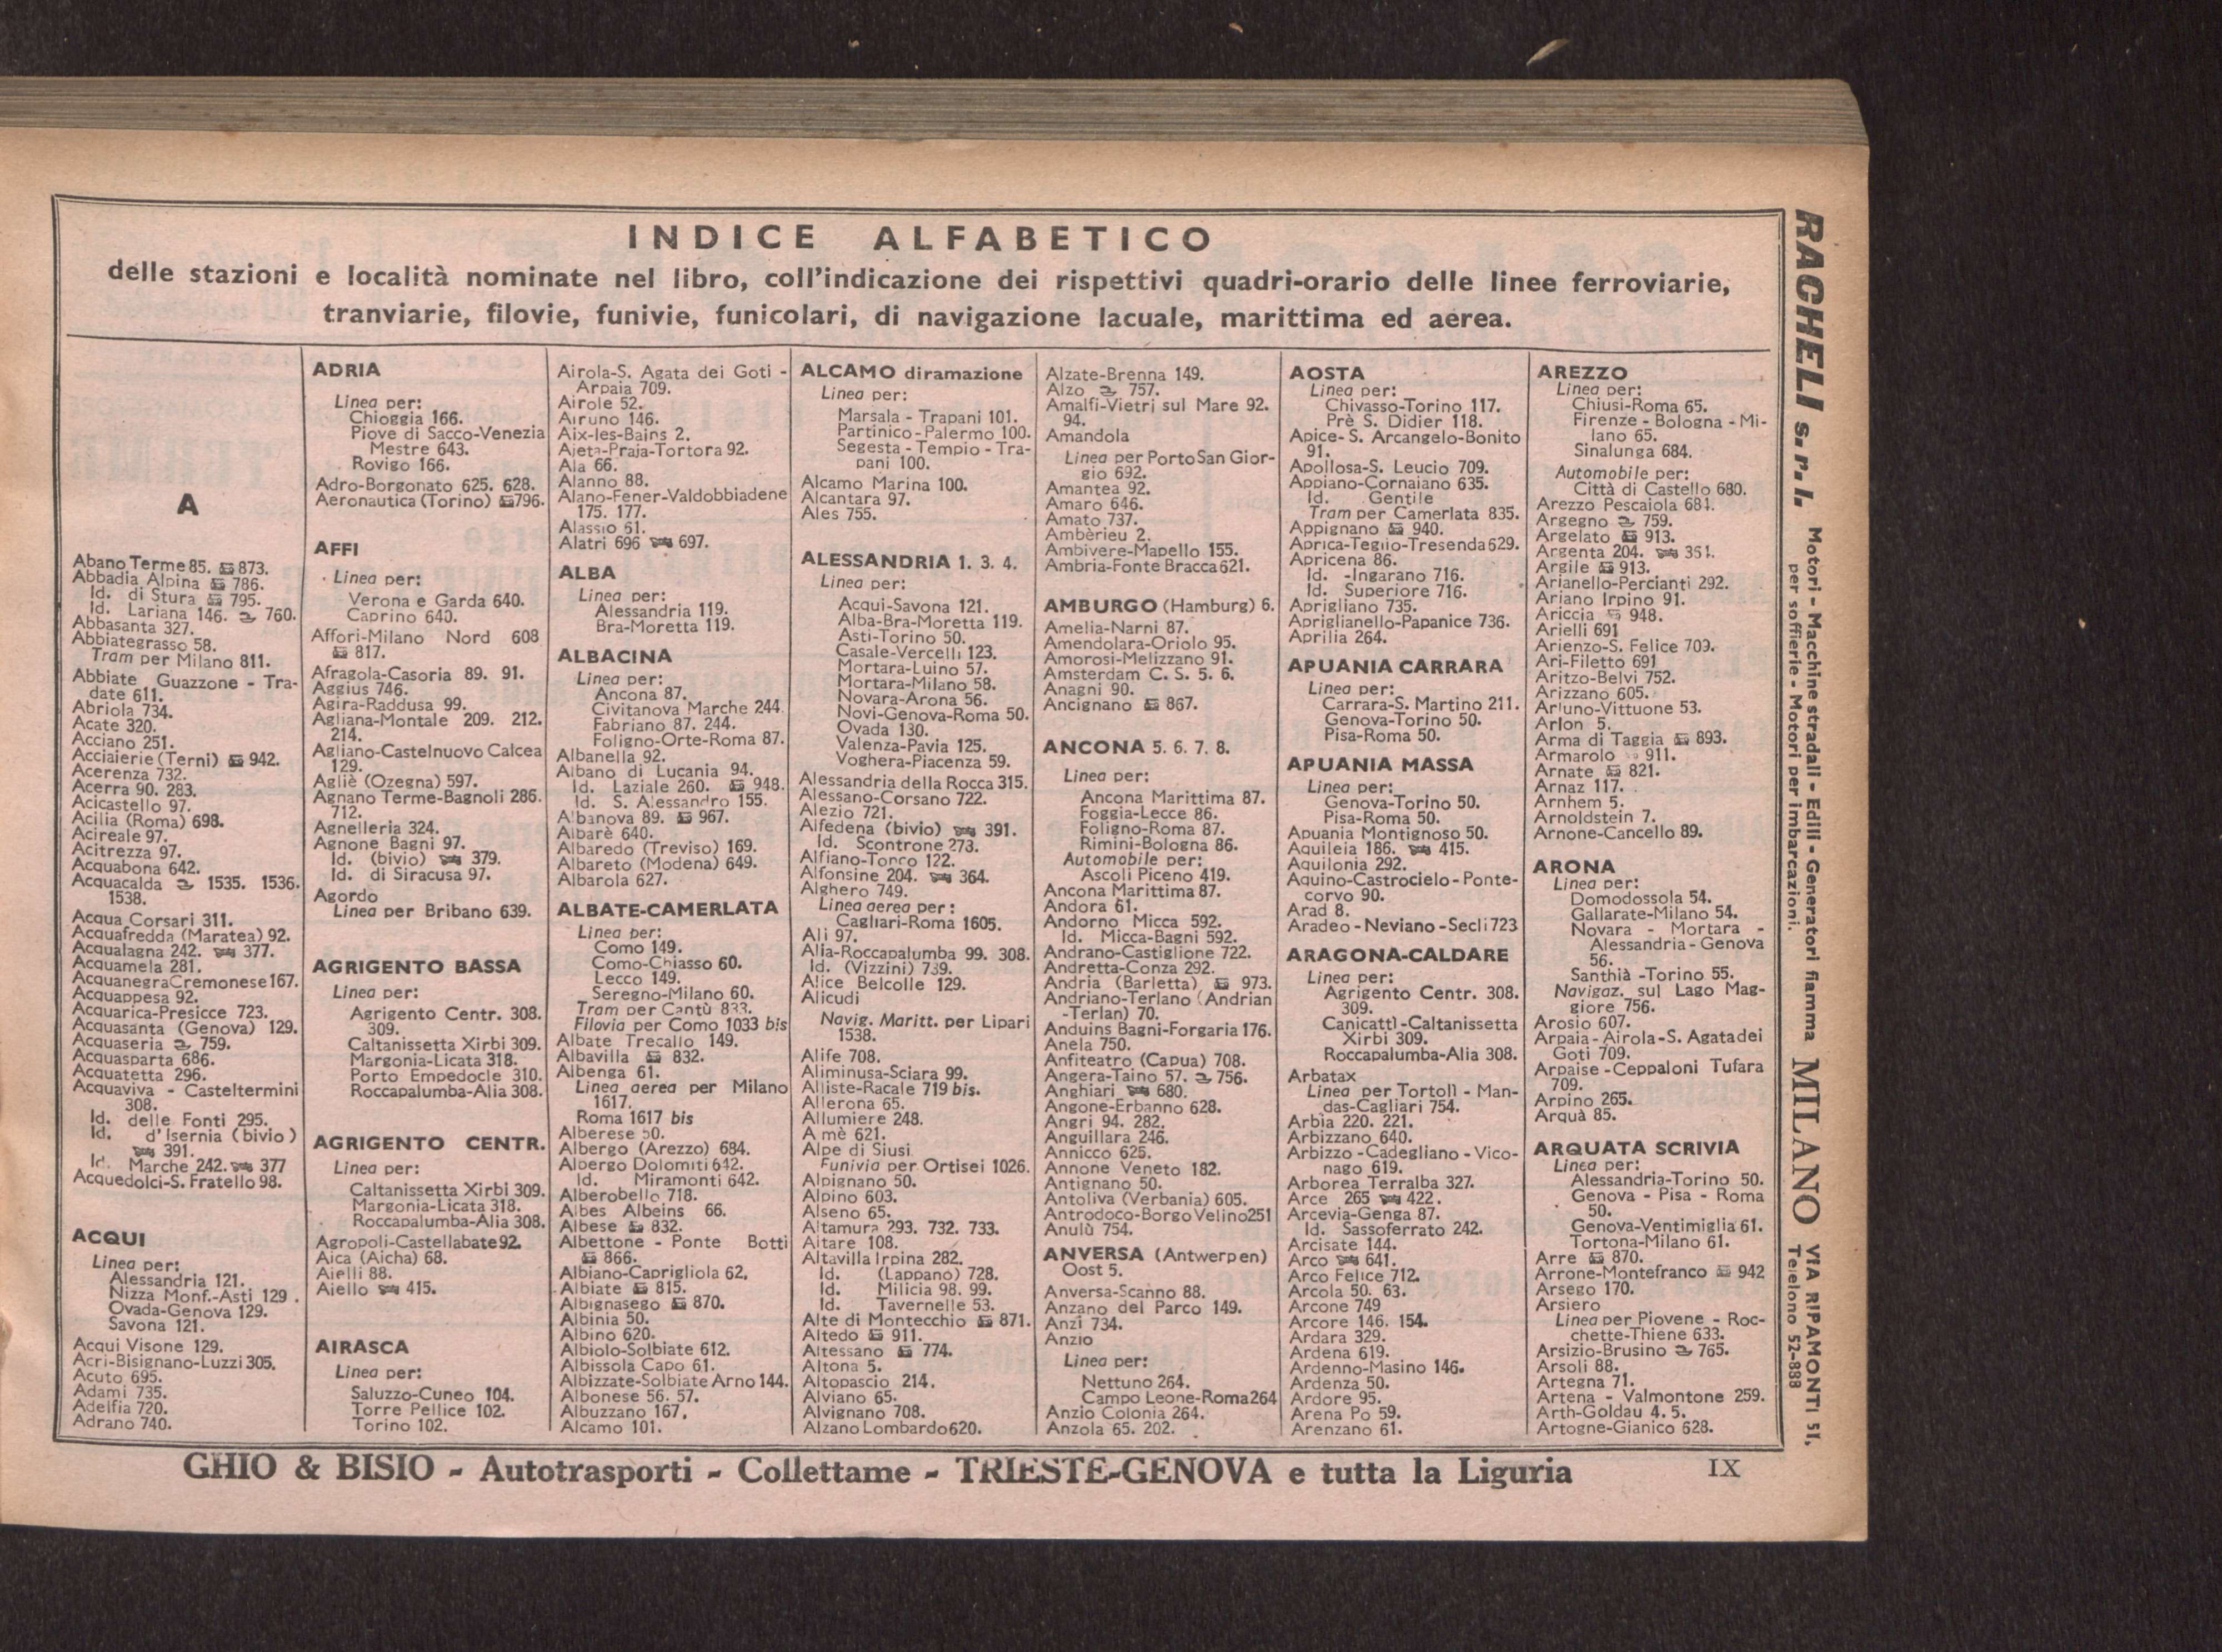 INDICE ALFABETICO
delle stazioni e località nominate nel libro, coll'indicazione dei rispettivi quadri-orario delle linee ferroviarie,
tranviarie, filovie, funivie, funicolari, di navigazione lacuale, marittima ed aerea.
A
Abano Terme 85. 873.
Abbadia Alpina 786.
Id. di Stura 795.
Id. Lariana 146. 760.
Abbasanta 327.
Abbiategrasso 58.
Tram per Milano 811.
Abbiate Guazzone - Tra-
date 611.
Abriola 734.
Acate 320.
Acciano 251.
Acciaierie (Terni) 942.
Acerenza 732.
Acerra 90. 283.
Acicastello 97.
Acilia (Roma) 698.
Acireale 97.
Acitrezza 97.
Acquabona 642.
Acquacalda 1535. 1536.
1538.
Acqua Corsari 311.
Acquafredda (Maratea) 92.
Acqualagna 242. 377.
Acquamela 281.
Acquanegra Cremonese 167.
Acquappesa 92.
Acquarica-Presicce 723.
Acquasanta (Genova) 129.
Acquaseria 759.
Acquasparta 686.
Acquatetta 296.
Acquaviva - Casteltermini
308.
Id. delle Fonti 295.
Id. d'Isernia (bivio)
391.
Id. Marche 242. 377
Acquedolci-S. Fratello 98.
ACQUI
Linea per:
Alessandria 121.
Nizza Monf.-Asti 129.
Ovada-Genova 129.
Savona 121.
Acqui Visone 129.
Acri-Bisignano-Luzzi 305.
Acuto 695.
Adami 735.
Adelfia 720.
Adrano 740.
ADRIA
Linea per:
Chioggia 166.
Piove di Sacco-Venezia
Mestre 643.
Rovigo 166.
Adro-Borgonato 625. 628.
Aeronautica (Torino) 796.
AFFI
Linea per:
Verona e Garda 640.
Caprino 640.
Affori-Milano Nord 608
817.
Afragola-Casoria 89. 91.
Aggius 746.
Agira-Raddusa 99.
Agliana-Montale 209. 212.
214.
Agliano-Castelnuovo Calcea
129.
Agliè (Ozegna) 597.
Agnano Terme-Bagnoli 286.
712.
Agnelleria 324.
Agnone Bagni 97.
Id. (bivio) 379.
Id. di Siracusa 97.
Agordo
Linea per Bribano 639.
AGRIGENTO BASSA
Linea per:
Agrigento Centr. 308.
309.
Caltanissetta Xirbi 309.
Margonia-Licata 318.
Porto Empedocle 310.
Roccapalumba-Alia 308.
AGRIGENTO CENTR.
Linea per:
Caltanissetta Xirbi 309.
Margonia-Licata 318.
Roccapalumba-Alia 308.
Agropoli-Castellabate 92.
Aica (Aicha) 68.
Aielli 88.
Aiello 415.
AIRASCA
Linea per:
Saluzzo-Cuneo 104.
Torre Pellice 102.
Torino 102.
Airola-S. Agata dei Goti -
Arpaia 709.
Airole 52.
Airuno 146.
Aix-les-Bains 2.
Ajeta-Praja-Tortora 92.
Ala 66.
Alanno 88.
Alano-Fener-Valdobbiadene
175. 177.
Alassio 61.
Alatri 696 697.
ALBA
Linea per:
Alessandria 119.
Bra-Moretta 119.
ALBACINA
Linea per:
Ancona 87.
Civitanova Marche 244.
Fabriano 87. 244.
Foligno-Orte-Roma 87.
Albanella 92.
Albano di Lucania 94.
Id. Laziale 260. 948.
Id. S. Alessandro 155.
Albanova 89. 967.
Albarè 640.
Albaredo (Treviso) 169.
Albareto (Modena) 649.
Albarola 627.
ALBATE-CAMERLATA
Linea per:
Como 149.
Como-Chiasso 60.
Lecco 149.
Seregno-Milano 60.
Tram per Cantù 833.
Filovia per Como 1033 bis
Albate Trecallo 149.
Albavilla 832.
Albenga 61.
Linea aerea per Milano
1617.
Roma 1617 bis
Alberese 50.
Albergo (Arezzo) 684.
Albergo Dolomiti 642.
Id. Miramonti 642.
Alberobello 718.
Albes Albeins 66.
Albese 832.
Albettone - Ponte Botti
866.
Albiano-Caprigliola 62.
Albiate 815.
Albignasego 870.
Albinia 50.
Albino 620.
Albiolo-Solbiate 612.
Albissola Capo 61.
Albizzate-Solbiate Arno 144.
Albonese 56. 57.
Albuzzano 167.
Alcamo 101.
ALCAMO diramazione
Linea per:
Marsala - Trapani 101.
Partinico-Palermo 100.
Segesta - Tempio - Tra-
pani 100.
Alcamo Marina 100.
Alcantara 97.
Ales 755.
ALESSANDRIA 1. 3. 4.
Linea per:
Acqui-Savona 121.
Alba-Bra-Moretta 119.
Asti-Torino 50.
Casale-Vercelli 123.
Mortara-Luino 57.
Mortara-Milano 58.
Novara-Arona 56.
Novi-Genova-Roma 50.
Ovada 130.
Valenza-Pavia 125.
Voghera-Piacenza 59.
Alessandria della Rocca 315.
Alessano-Corsano 722.
Alezio 721.
Alfedena (bivio) 391.
Id. Scontrone 273.
Alfiano-Tonco 122.
Alfonsine 204. 364.
Alghero 749.
Linea aerea per:
Cagliari-Roma 1605.
Ali 97.
Alia-Roccapalumba 99. 308.
Id. (Vizzini) 739.
Alice Belcolle 129.
Alicudi
Navig. Maritt. per Lipari
1538.
Alife 708.
Aliminusa-Sciara 99.
Alliste-Racale 719 bis.
Allerona 65.
Allumiere 248.
A mè 621.
Alpe di Siusi
Funivia per Ortisei 1026.
Alpignano 50.
Alpino 603.
Alseno 65.
Altamura 293. 732. 733.
Altare 108.
Altavilla Irpina 282.
Id. (Lappano) 728.
Id. Milicia 98. 99.
Id. Tavernelle 53.
Alte di Montecchio 871.
Altedo 911.
Altessano 774.
Altona 5.
Altopascio 214.
Alviano 65.
Alvignano 708.
Alzano Lombardo 620.
Alzate-Brenna 149.
Alzo 757.
Amalfi-Vietri sul Mare 92.
94.
Amandola
Linea per Porto San Gior-
gio 692.
Amantea 92.
Amaro 646.
Amato 737.
Ambèrieu 2.
Ambivere-Mapello 155.
Ambria-Fonte Bracca 621.
AMBURGO (Hamburg) 6.
Amelia-Narni 87.
Amendolara-Oriolo 95.
Amorosi-Melizzano 91.
Amsterdam C. S. 5. 6.
Anagni 90.
Ancignano 867.
ANCONA 5. 6. 7. 8.
Linea per:
Ancona Marittima 87.
Foggia-Lecce 86.
Foligno-Roma 87.
Rimini-Bologna 86.
Automobile per:
Ascoli Piceno 419.
Ancona Marittima 87.
Andora 61.
Andorno Micca 592.
Id. Micca-Bagni 592.
Andrano-Castiglione 722.
Andretta-Conza 292.
Andria (Barletta) 973.
Andriano-Terlano (Andrian
-Terlan) 70.
Anduins Bagni-Forgaria 176.
Anela 750.
Anfiteatro (Capua) 708.
Angera-Taino 57. 756.
Anghiari 680.
Angone-Erbanno 628.
Angri 94. 282.
Anguillara 246.
Annicco 625.
Annone Veneto 182.
Antignano 50.
Antoliva (Verbania) 605.
Antrodoco-Borgo Velino 251
Anulù 754.
ANVERSA (Antwerpen)
Oost 5.
Anversa-Scanno 88.
Anzano del Parco 149.
Anzi 734.
Anzio
Linea per:
Nettuno 264.
Campo Leone-Roma 264
Anzio Colonia 264.
Anzola 65. 202.
AOSTA
Linea per:
Chivasso-Torino 117.
Prè S. Didier 118.
Apice- S. Arcangelo-Bonito
91.
Apollosa-S. Leucio 709.
Appiano-Cornaiano 635.
Id. Gentile
Tram per Camerlata 835.
Appignano 940.
Aprica-Teglio-Tresenda 629.
Apricena 86.
Id. -Ingarano 716.
Id. Superiore 716.
Aprigliano 735.
Apriglianello-Papanice 736.
Aprilia 264.
APUANIA CARRARA
Linea per:
Carrara-S. Martino 211.
Genova-Torino 50.
Pisa-Roma 50.
APUANIA MASSA
Linea per:
Genova-Torino 50.
Pisa-Roma 50.
Apuania Montignoso 50.
Aquileia 186. 415.
Aquilonia 292.
Aquino-Castrocielo-Ponte-
corvo 90.
Arad 8.
Aradeo-Neviano-Secli 723
ARAGONA-CALDARE
Linea per:
Agrigento Centr. 308.
309.
Canicattì-Caltanissetta
Xirbi 309.
Roccapalumba-Alia 308.
Arbatax
Linea per Tortolì - Man-
das-Cagliari 754.
Arbia 220. 221.
Arbizzano 640.
Arbizzo -Cadegliano -Vico-
nago 619.
Arborea Terralba 327.
Arce 265 422.
Arcevia-Genga 87.
Id. Sassoferrato 242.
Arcisate 144.
Arco 641.
Arco Felice 712.
Arcola 50. 63.
Arcone 749
Arcore 146. 154.
Ardara 329.
Ardena 619.
Ardenno-Masino 146.
Ardenza 50.
Ardore 95.
Arena Po 59.
Arenzano 61.
AREZZO
Linea per:
Chiusi-Roma 65.
Firenze - Bologna - Mi-
lano 65.
Sinalunga 684.
Automobile per:
Città di Castello 680.
Arezzo Pescaiola 684.
Argegno 759.
Argelato 913.
Argenta 204. 351.
Argile 913.
Arianello-Percianti 292.
Ariano Irpino 91.
Ariccia 948.
Arielli 691
Arienzo-S. Felice 709.
Ari-Filetto 691
Aritzo-Belvi 752.
Arizzano 605.
Arluno-Vittuone 53.
Arlon 5.
Arma di Taggia 893.
Armarolo 911.
Arnate 821.
Arnaz 117.
Arnhem 5.
Arnoldstein 7.
Arnone-Cancello 89.
ARONA
Linea per:
Domodossola 54.
Gallarate-Milano 54.
Novara - Mortara -
Alessandria - Genova
56.
Santhià -Torino 55.
Navigaz. sul Lago Mag-
giore 756.
Arosio 607.
Arpaia-Airola-S. Agata dei
Goti 709.
Arpaise -Ceppaloni Tufara
709.
Arpino 265.
Arquà 85.
ARQUATA SCRIVIA
Linea per:
Alessandria-Torino 50.
Genova - Pisa - Roma
50.
Genova-Ventimiglia 61.
Tortona-Milano 61.
Arre 870.
Arrone-Montefranco 942
Arsego 170.
Arsiero
Linea per Piovene - Roc-
chette-Thiene 633.
Arsizio-Brusino 765.
Arsoli 88.
Artegna 71.
Artena - Valmontone 259.
Arth-Goldau 4. 5.
Artogne-Gianico 628.
RACHELI s.r.l. Motori - Macchine stradali - Edili - Generatori fiamma
per soffierie - Motori per imbarcazioni.
MILANO VIA RIPAMONTI 51.
Telefono 52-888
GHIO & BISIO - Autotrasporti - Collettame - TRIESTE-GENOVA e tutta la Liguria
IX